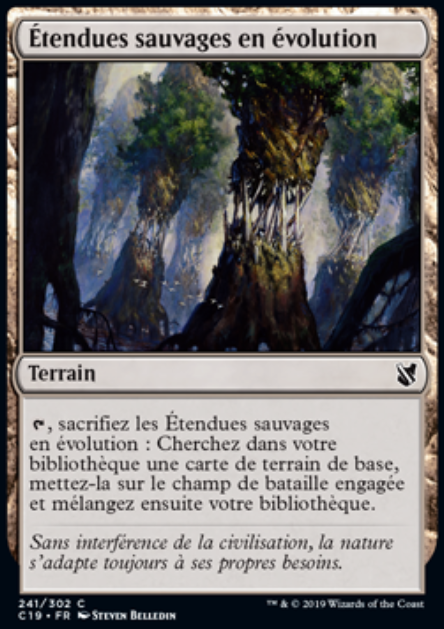 Étendues sauvages en évolution
Terrain
, sacrifiez les Étendues sauvages
en évolution : Cherchez dans votre
bibliothèque une carte de terrain de base,
mettez-la sur le champ de bataille engagée
et mélangez ensuite votre bibliothèque.
Sans interférence de la civilisation, la nature
s'adapte toujours à ses propres besoins.
241/302 C
C19 • FR Steven Belledin
™ & © 2019 Wizards of the Coast